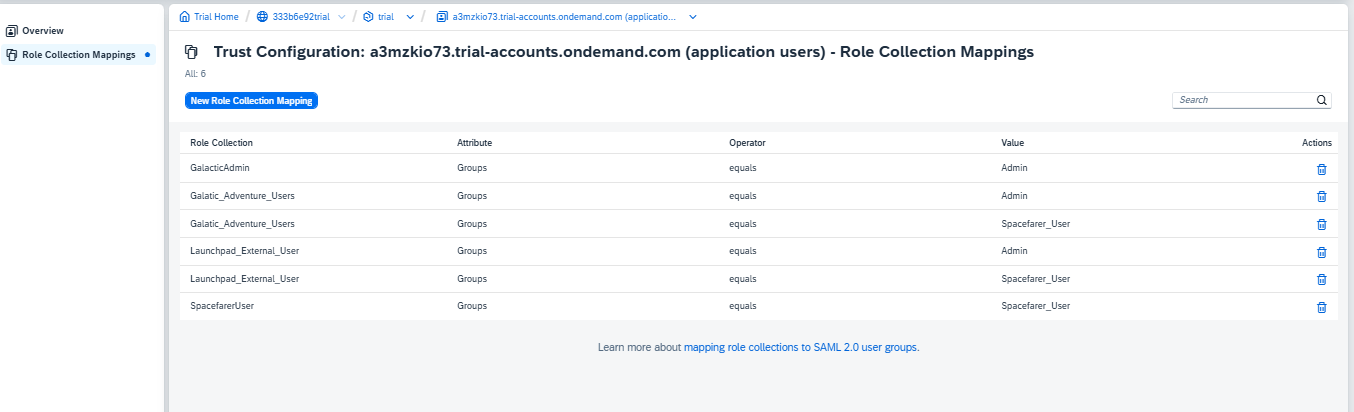 Overview
Role Collection Mappings
Trial Home / 333b6e92trial / trial / a3mzkio73.trial-accounts.ondemand.com (applicatio...
Trust Configuration: a3mzkio73.trial-accounts.ondemand.com (application users) - Role Collection Mappings
All: 6
New Role Collection Mapping
Search
Role Collection Attribute Operator Value Actions
GalacticAdmin Groups equals Admin
Galatic_Adventure_Users Groups equals Admin
Galatic_Adventure_Users Groups equals Spacefarer_User
Launchpad_External_User Groups equals Admin
Launchpad_External_User Groups equals Spacefarer_User
SpacefarerUser Groups equals Spacefarer_User
Learn more about mapping role collections to SAML 2.0 user groups.